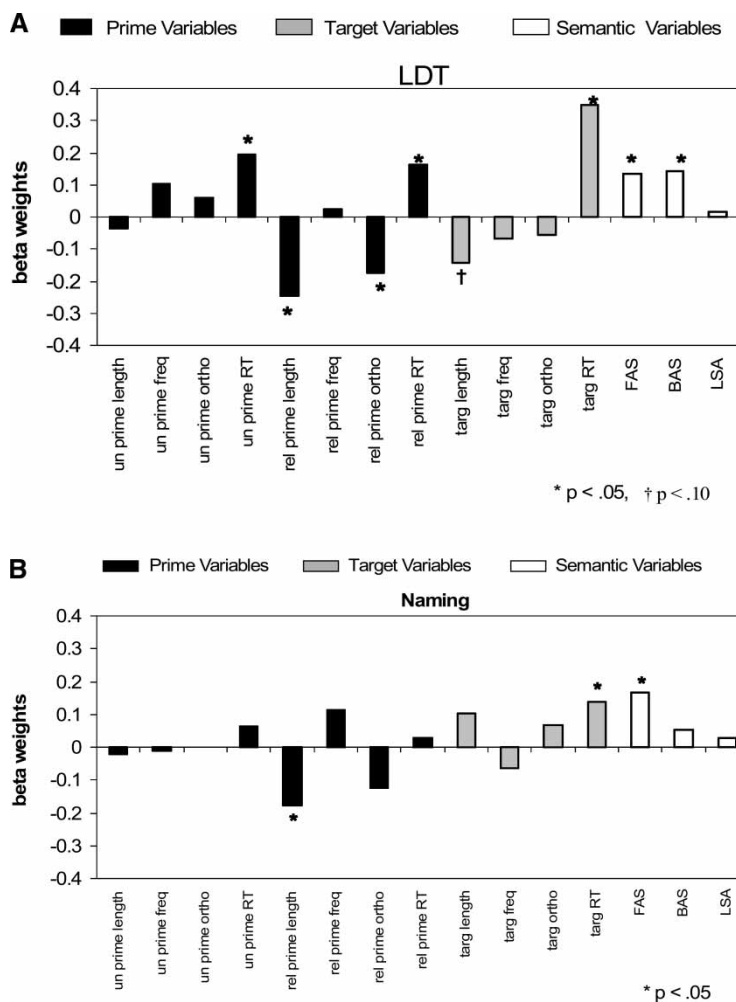 A
Prime Variables Target Variables Semantic Variables
LDT
beta weights
0.4
0.3
0.2
0.1
0
-0.1
-0.2
-0.3
-0.4
*
*
*
*
†
*
*
*
un prime length
un prime freq
un prime ortho
un prime RT
rel prime length
rel prime freq
rel prime ortho
rel prime RT
targ length
targ freq
targ ortho
targ RT
FAS
BAS
LSA
* p < .05, † p < .10
B
Prime Variables Target Variables Semantic Variables
Naming
beta weights
0.4
0.3
0.2
0.1
0
-0.1
-0.2
-0.3
-0.4
*
*
*
un prime length
un prime freq
un prime ortho
un prime RT
rel prime length
rel prime freq
rel prime ortho
rel prime RT
targ length
targ freq
targ ortho
targ RT
FAS
BAS
LSA
* p < .05